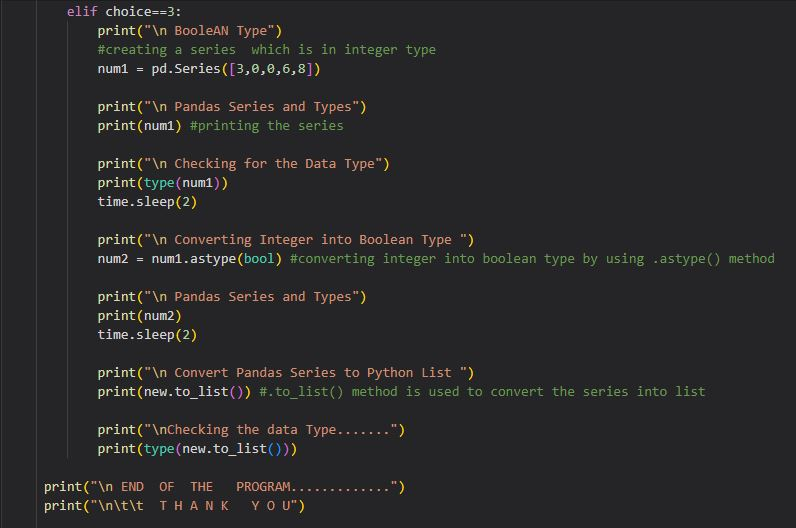 elif choice==3:
print("\n BooleAN Type")
#creating a series  which is in integer type
num1 = pd.Series([3,0,0,6,8])
print("\n Pandas Series and Types")
print(num1) #printing the series
print("\n Checking for the Data Type")
print(type(num1))
time.sleep(2)
print("\n Converting Integer into Boolean Type ")
num2 = num1.astype(bool) #converting integer into boolean type by using .astype() method
print("\n Pandas Series and Types")
print(num2)
time.sleep(2)
print("\n Convert Pandas Series to Python List ")
print(new.to_list()) #.to_list() method is used to convert the series into list
print("\nChecking the data Type.......")
print(type(new.to_list()))
print("\n END  OF  THE   PROGRAM.............")
print("\n\t\t  T H A N K   Y O U")